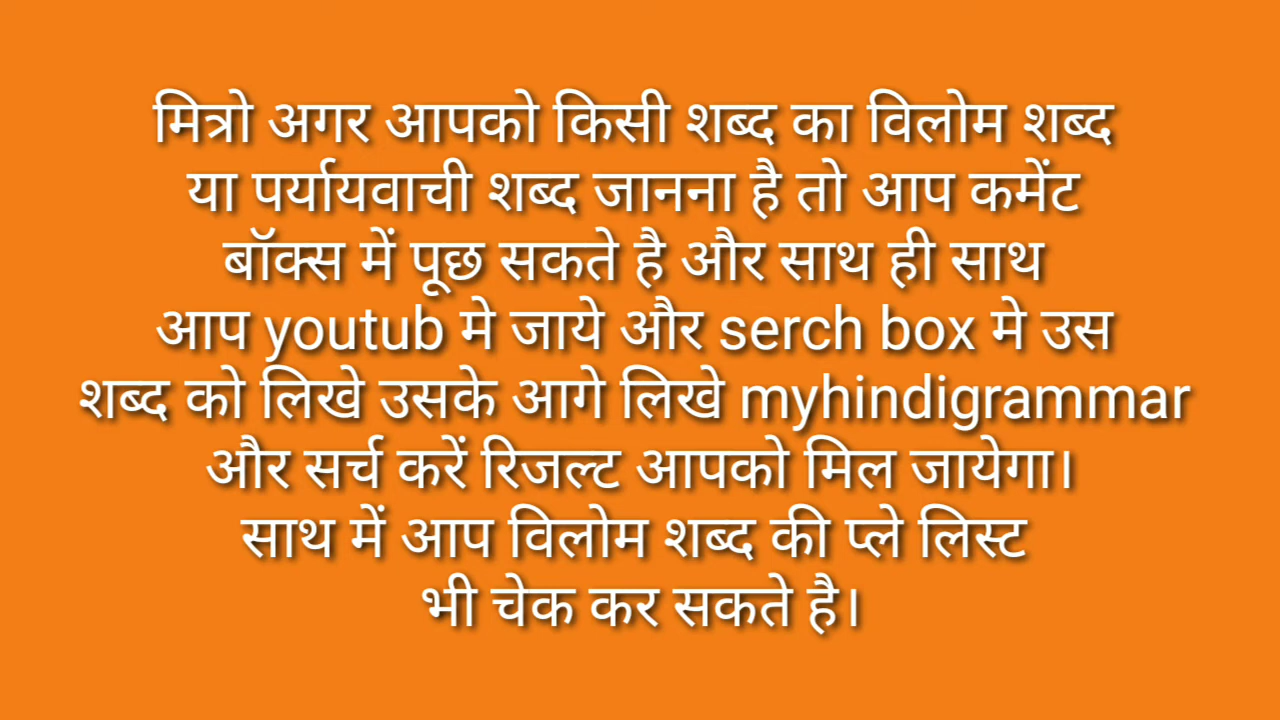 मित्रो अगर आपको किसी शब्द का विलोम शब्द
या पर्यायवाची शब्द जानना है तो आप कमेंट
बॉक्स में पूछ सकते है और साथ ही साथ
आप youtub मे जाये और serch box मे उस
शब्द को लिखे उसके आगे लिखे myhindigrammar
और सर्च करें रिजल्ट आपको मिल जायेगा।
साथ में आप विलोम शब्द की प्ले लिस्ट
भी चेक कर सकते है।